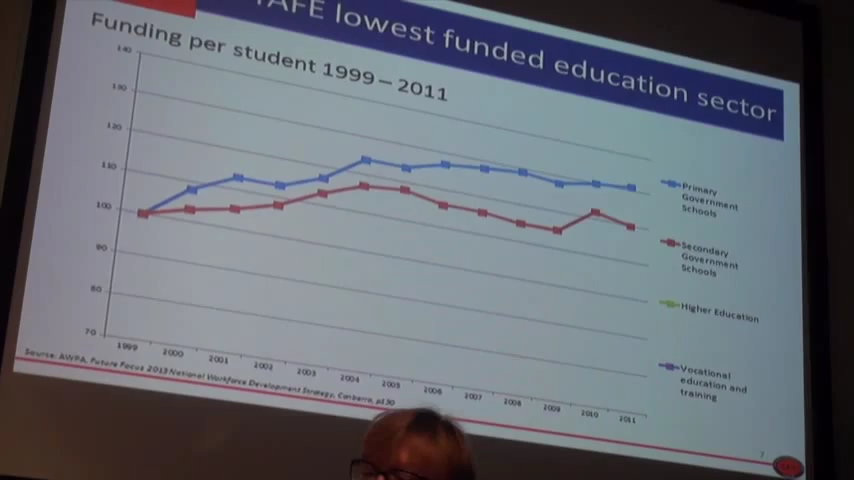 TAFE lowest funded education sector
Funding per student 1999 – 2011
140
130
120
110
100
90
80
70
1999
2000
2001
2002
2003
2004
2005
2006
2007
2008
2009
2010
2011
Primary
Government
Schools
Secondary
Government
Schools
Higher Education
Vocational
education and
training
Source: AWPA, Future Focus 2013 National Workforce Development Strategy, Canberra, p130
7